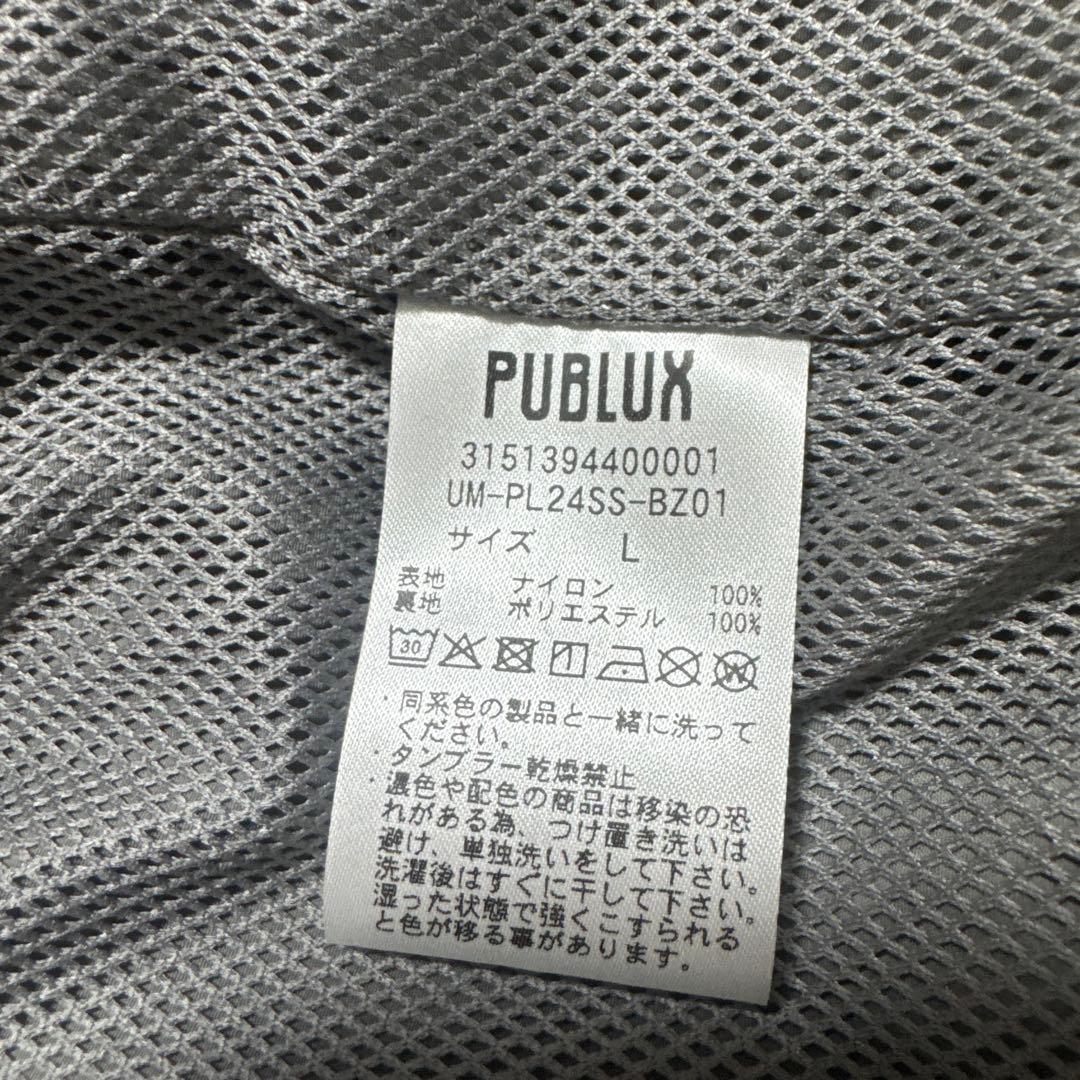 PUBLUX
3151394400001
UM-PL24SS-BZ01
サイズ L
表地 ナイロン 100%
裏地 ポリエステル 100%
30 W
・同系色の製品と一緒に洗って
ください。
・タンブラー乾燥禁止
・濃色や配色の商品は移染の恐
れがある為、つけ置き洗いは
避け、単独洗いをして下さい。
洗濯後はすぐに干して下さい。
湿った状態で強くこすられる
と色が移る事があります。